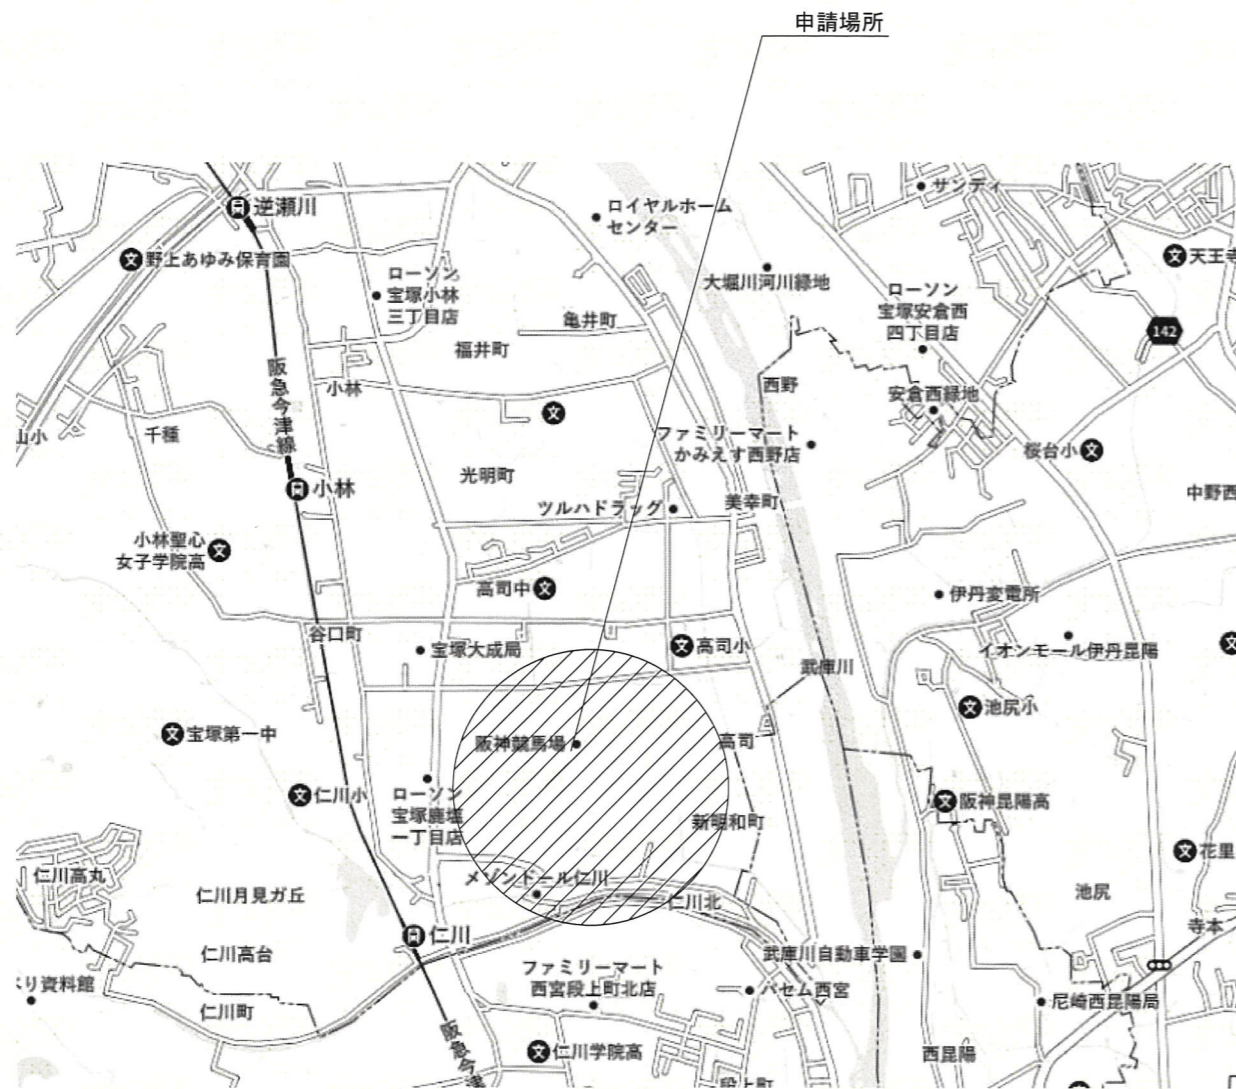 申請場所
逆瀬川
ロイヤルホーム
センター
サンディ
野上あゆみ保育園
天王寺
ローソン
宝塚小林
三丁目店
大堀川河川緑地
ローソン
宝塚安倉西
四丁目店
亀井町
142
福井町
阪急今津線
小林
西野
安倉西緑地
山小
千種
ファミリーマート
かみえす西野店
桜台小
光明町
小林
中野西
ツルハドラッグ
美幸町
小林聖心
女子学院高
高司中
伊丹変電所
谷口町
宝塚大成局
高司小
武庫川
イオンモール伊丹昆陽
池尻小
宝塚第一中
阪神競馬場
高司
仁川小
ローソン
宝塚鹿塩
一丁目店
阪神昆陽高
新明和町
花里
仁川高丸
メゾンドール仁川
仁川月見ガ丘
仁川北
池尻
寺本
仁川
仁川高台
武庫川自動車学園
ファミリーマート
西宮段上町北店
くり資料館
パセム西宮
仁川町
尼崎西昆陽局
阪急今津
仁川学院高
西昆陽
段上町